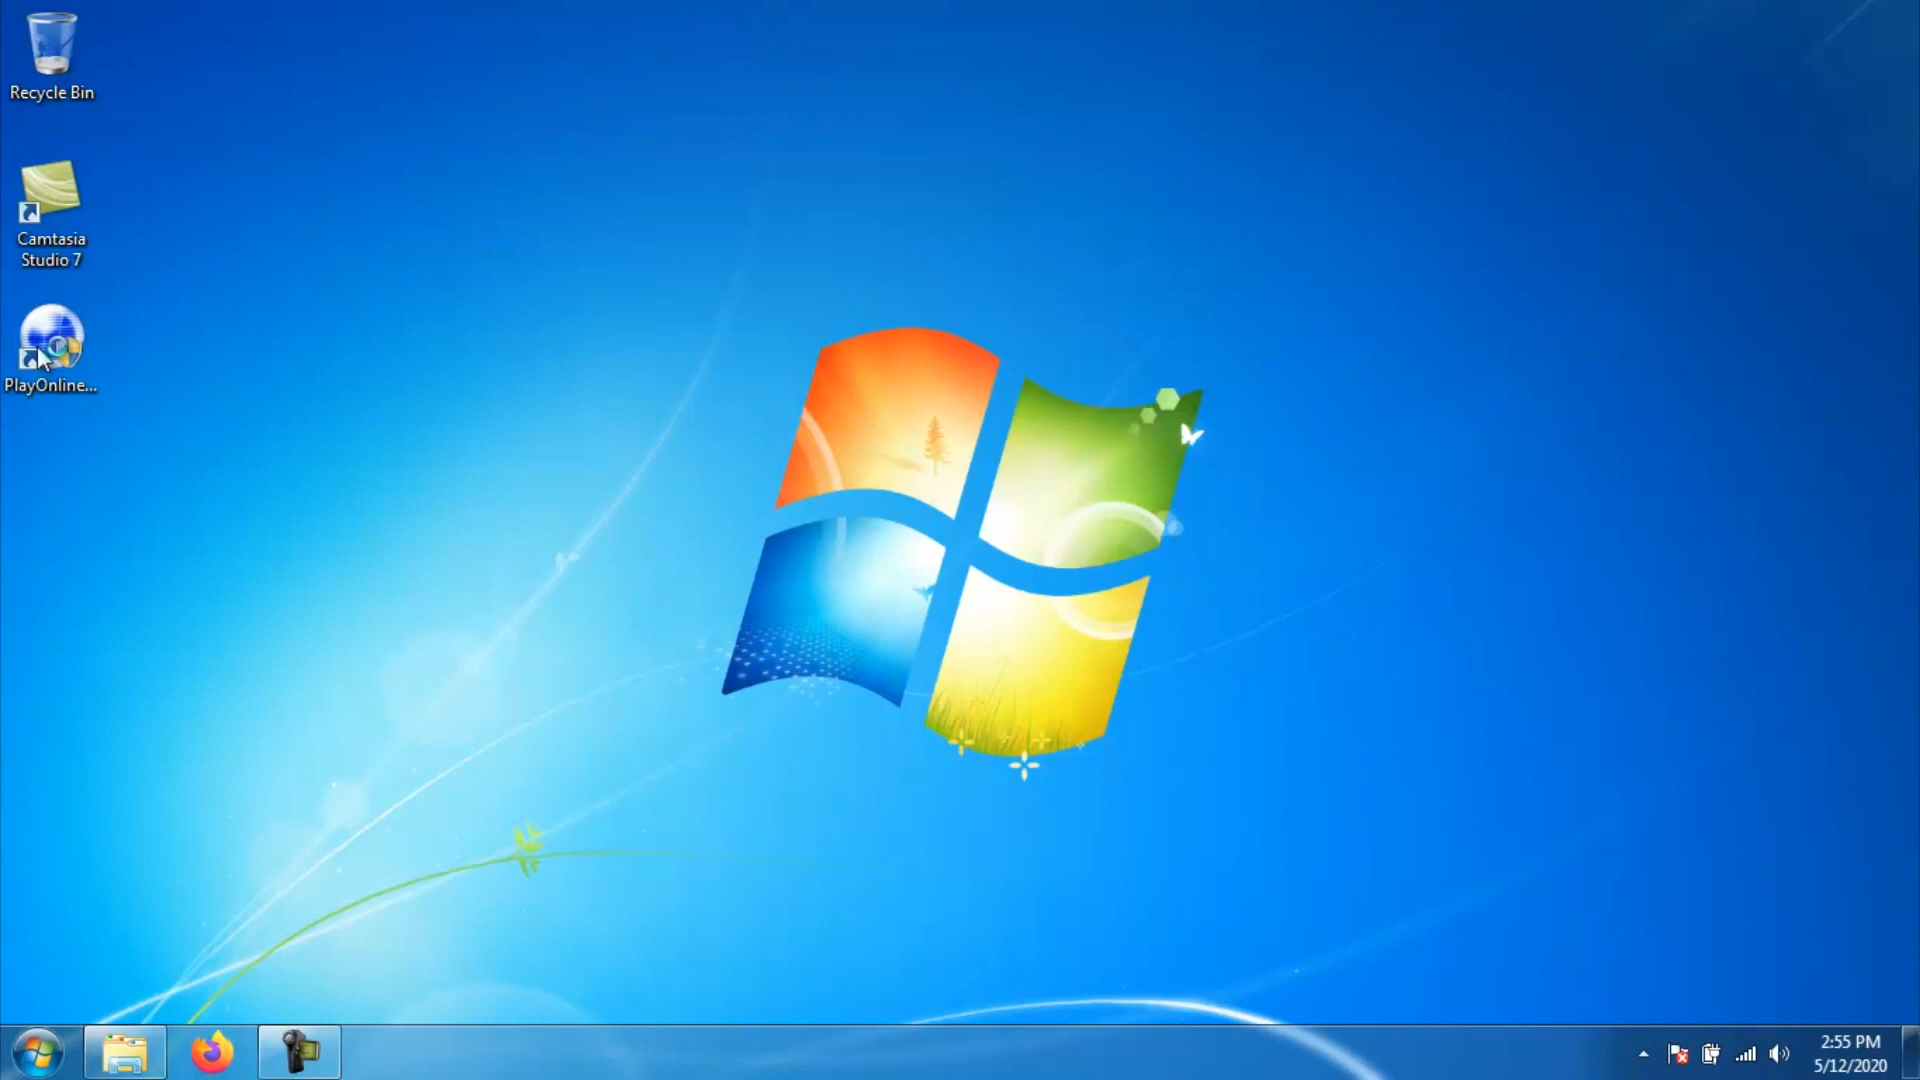 Recycle Bin
Camtasia
Studio 7
PlayOnline...
2:55 PM
5/12/2020